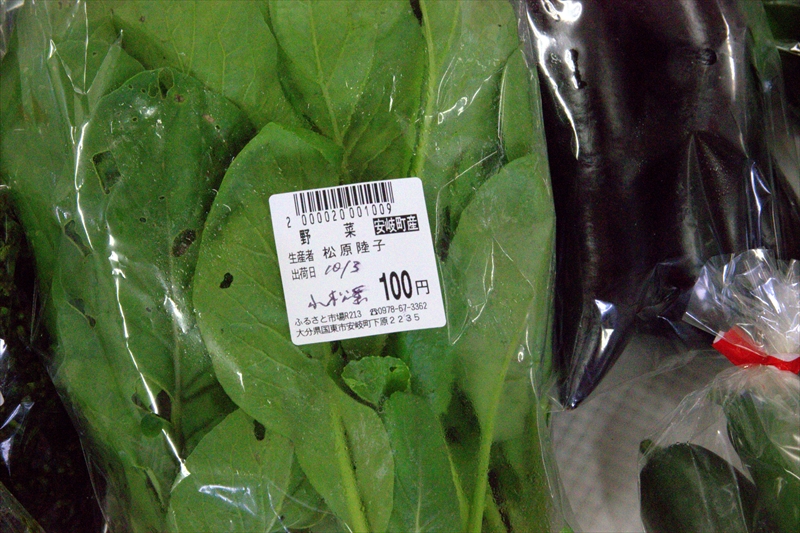 2 000020 001009
野 菜 安岐町産
生産者 松原陸子
出荷日 10/3
小松菜 100円
ふるさと市場R213 ☎0978-67-3362
大分県国東市安岐町下原2235